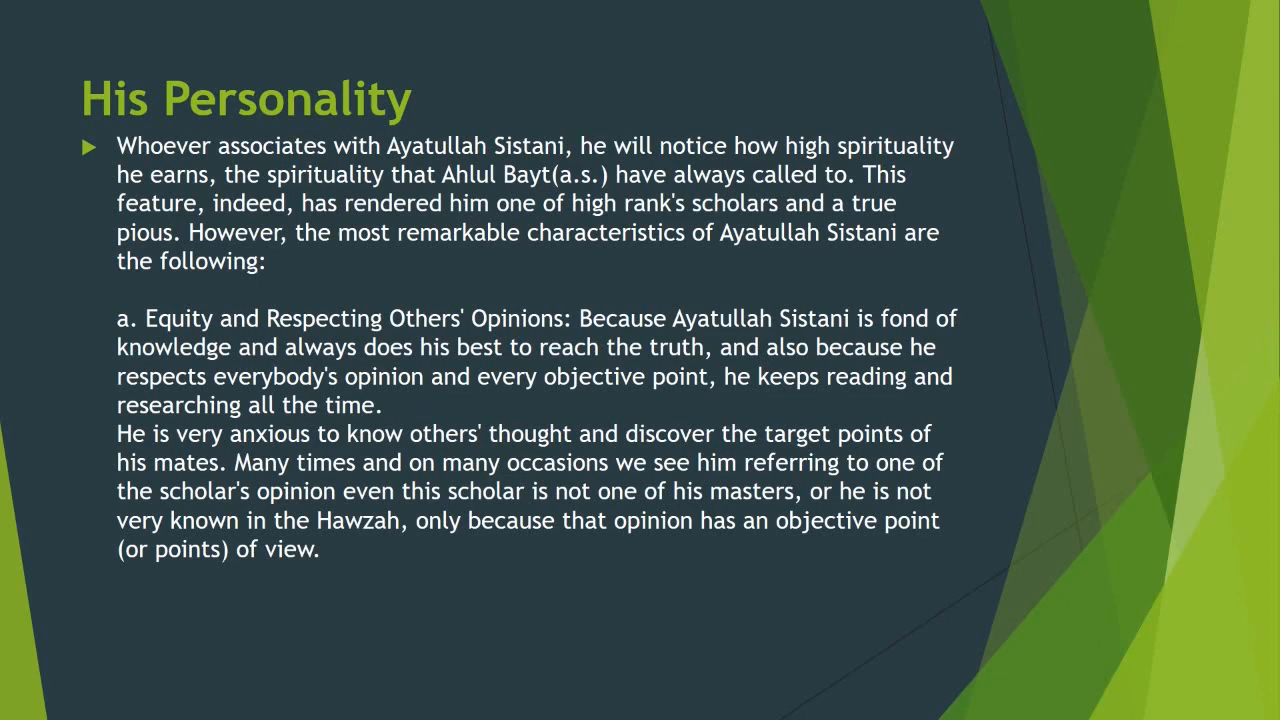 His Personality
Whoever associates with Ayatullah Sistani, he will notice how high spirituality
he earns, the spirituality that Ahlul Bayt(a.s.) have always called to. This
feature, indeed, has rendered him one of high rank's scholars and a true
pious. However, the most remarkable characteristics of Ayatullah Sistani are
the following:
a. Equity and Respecting Others' Opinions: Because Ayatullah Sistani is fond of
knowledge and always does his best to reach the truth, and also because he
respects everybody's opinion and every objective point, he keeps reading and
researching all the time.
He is very anxious to know others' thought and discover the target points of
his mates. Many times and on many occasions we see him referring to one of
the scholar's opinion even this scholar is not one of his masters, or he is not
very known in the Hawzah, only because that opinion has an objective point
(or points) of view.